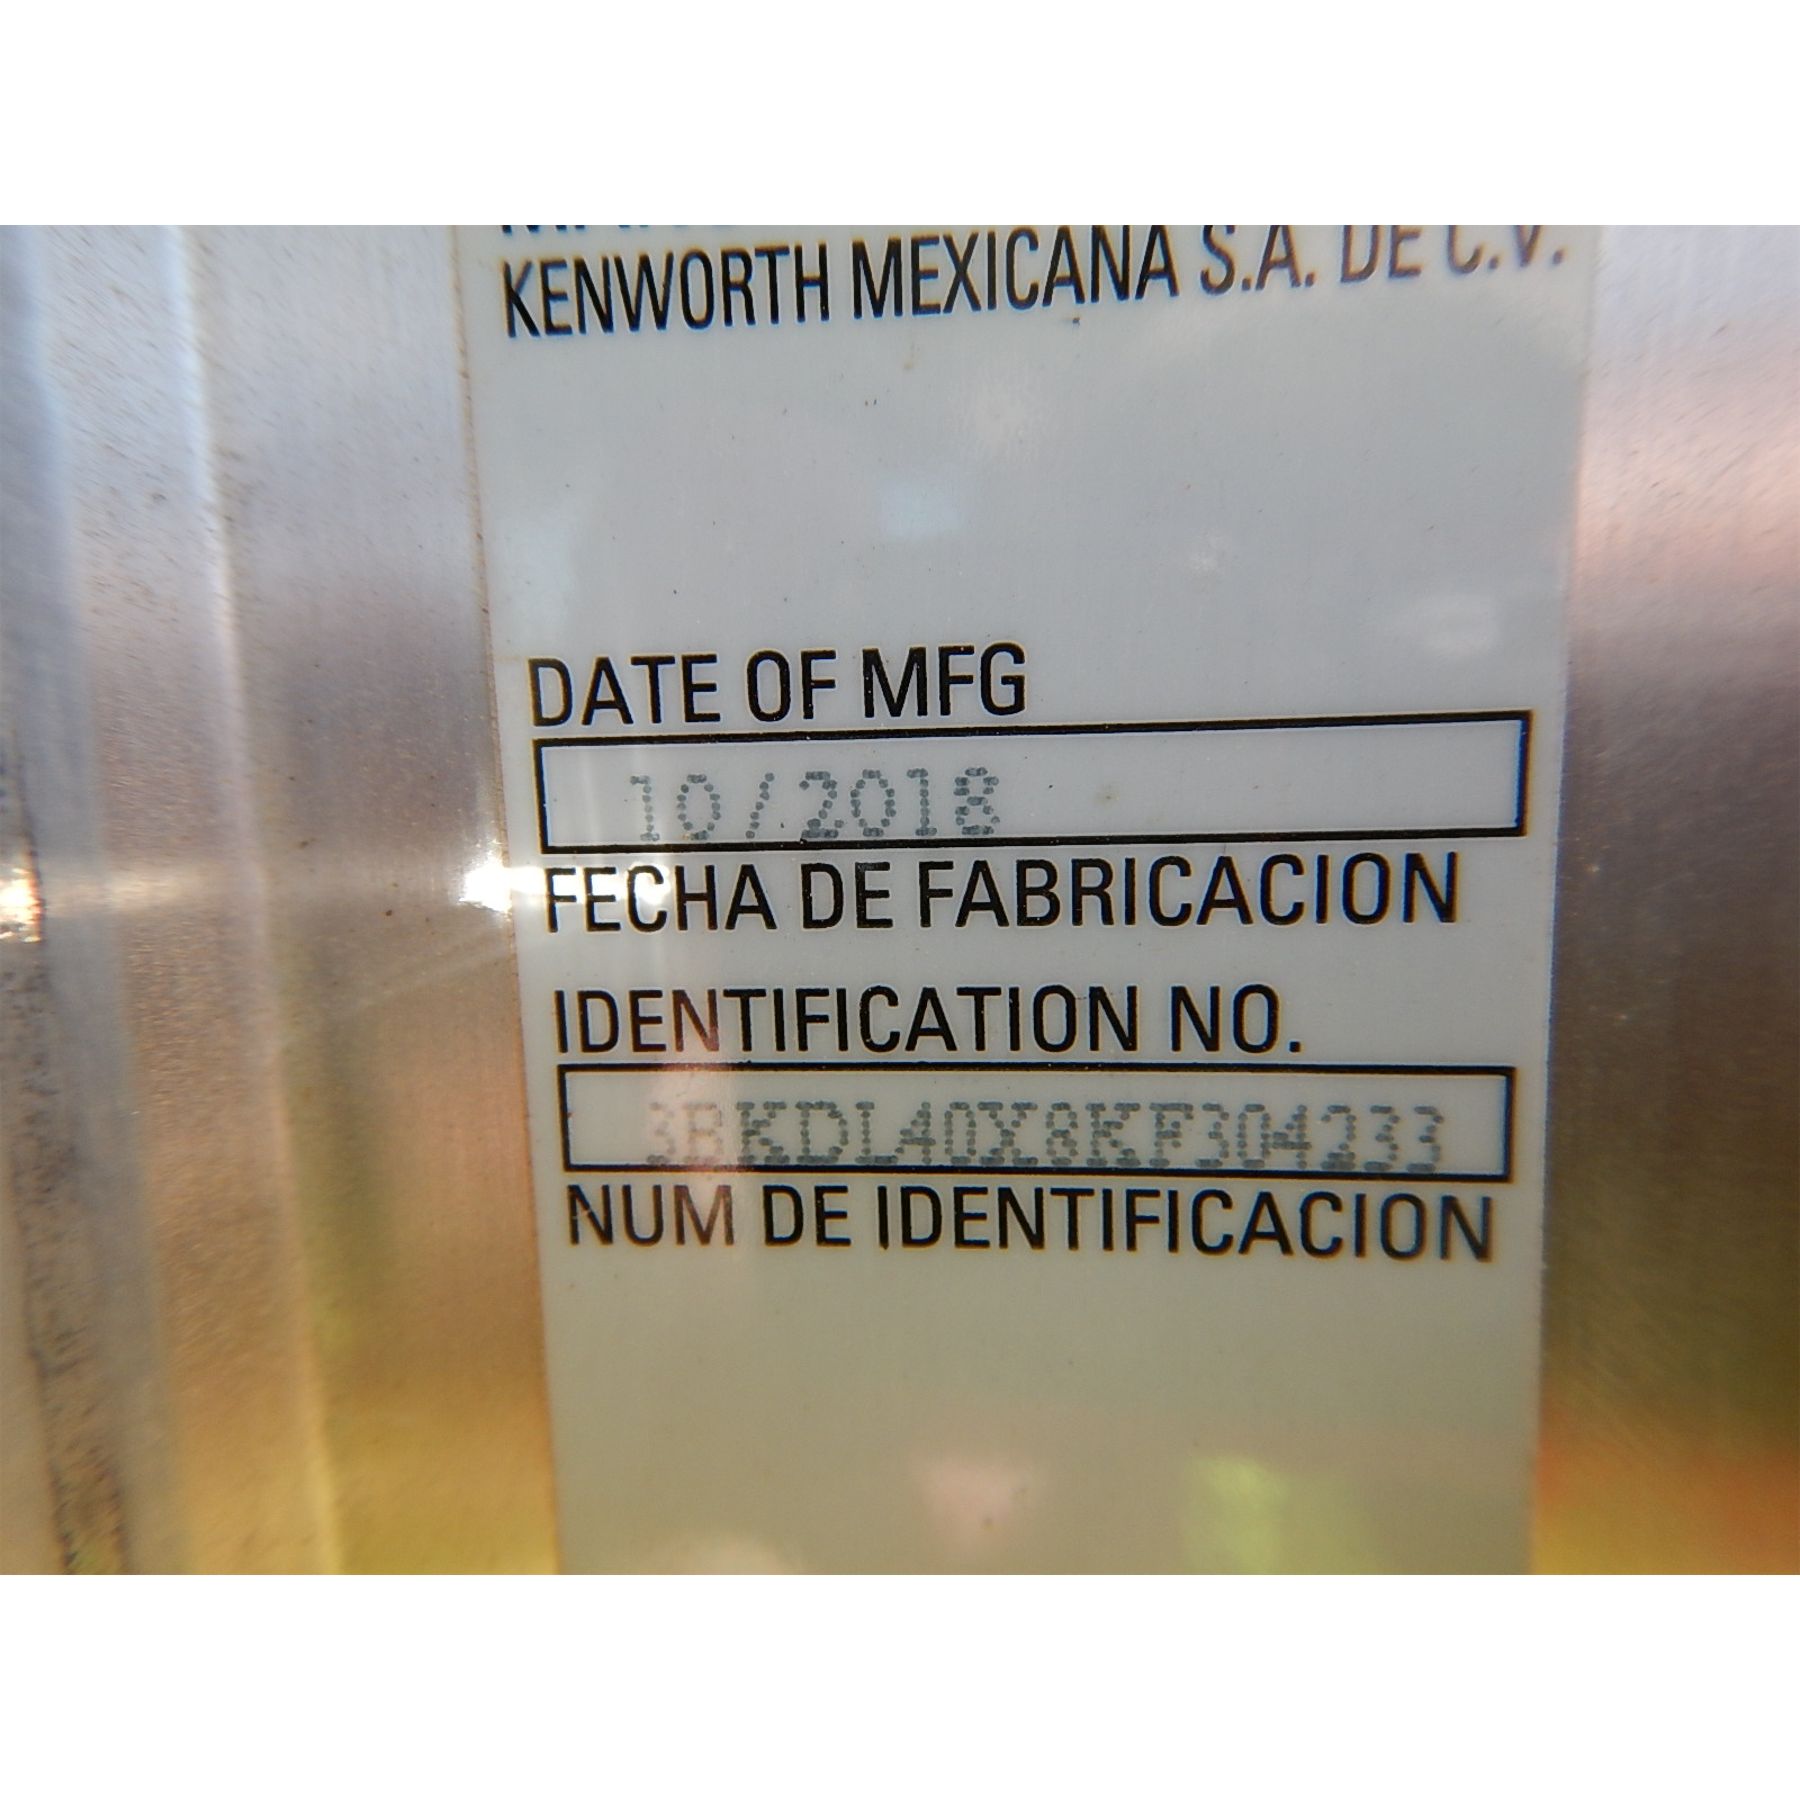 KENWORTH MEXICANA S.A. DE C.V.
DATE OF MFG
10/2018
FECHA DE FABRICACION
IDENTIFICATION NO.
3BKDL40X8KF304233
NUM DE IDENTIFICACION